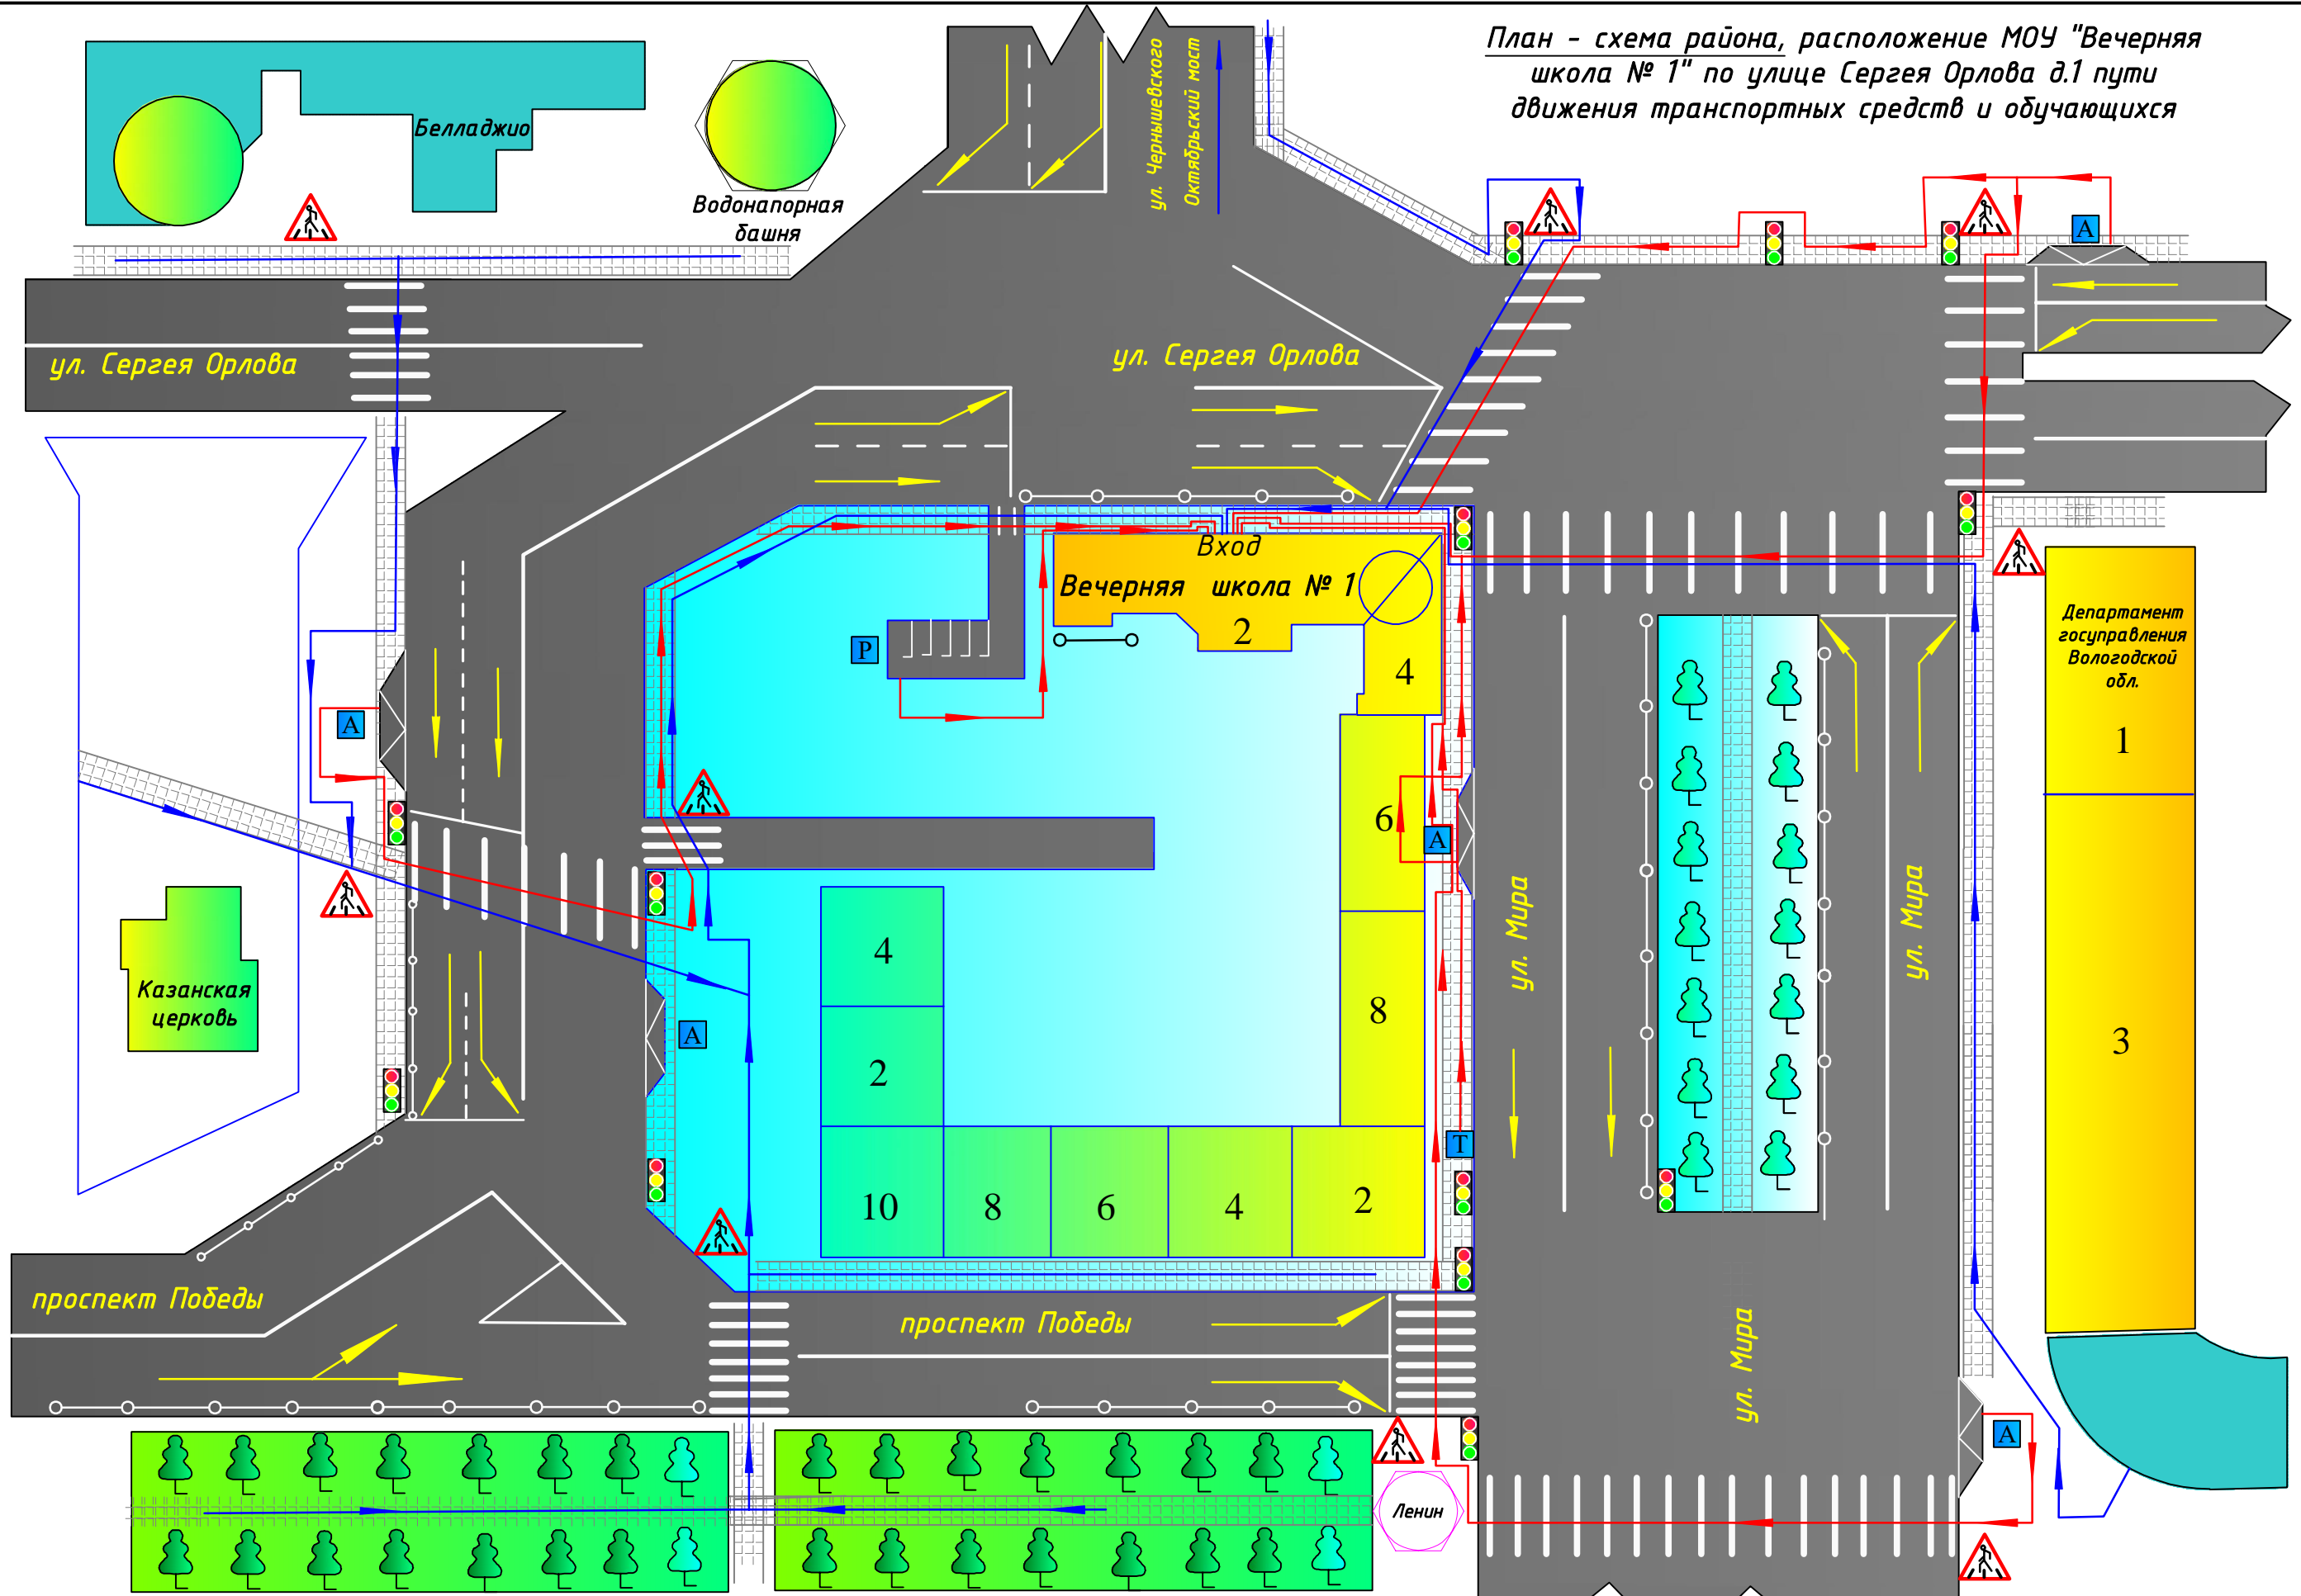 План - схема района, расположение МОУ "Вечерняя
школа № 1" по улице Сергея Орлова д.1 пути
движения транспортных средств и обучающихся
Белладжио
Водонапорная
башня
ул. Чернышевского
Октябрьский мост
А
ул. Сергея Орлова
ул. Сергея Орлова
Вход
Вечерняя школа № 1
2
4
P
А
6
А
8
Департамент
госуправления
Вологодской
обл.
1
3
ул. Мира
ул. Мира
Казанская
церковь
4
А
2
Т
10
8
6
4
2
проспект Победы
проспект Победы
ул. Мира
А
Ленин